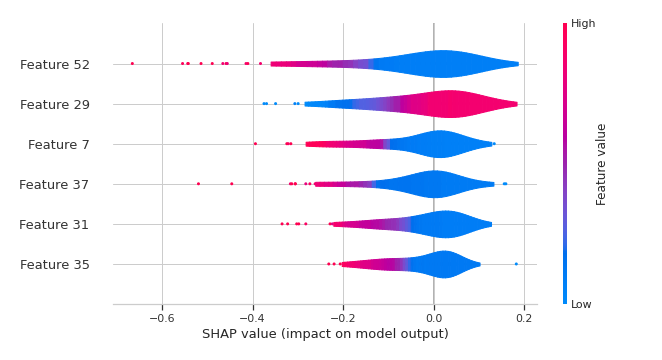 High
Feature 52
Feature 29
Feature 7
Feature 37
Feature 31
Feature 35
Feature value
Low
−0.6
−0.4
−0.2
0.0
0.2
SHAP value (impact on model output)